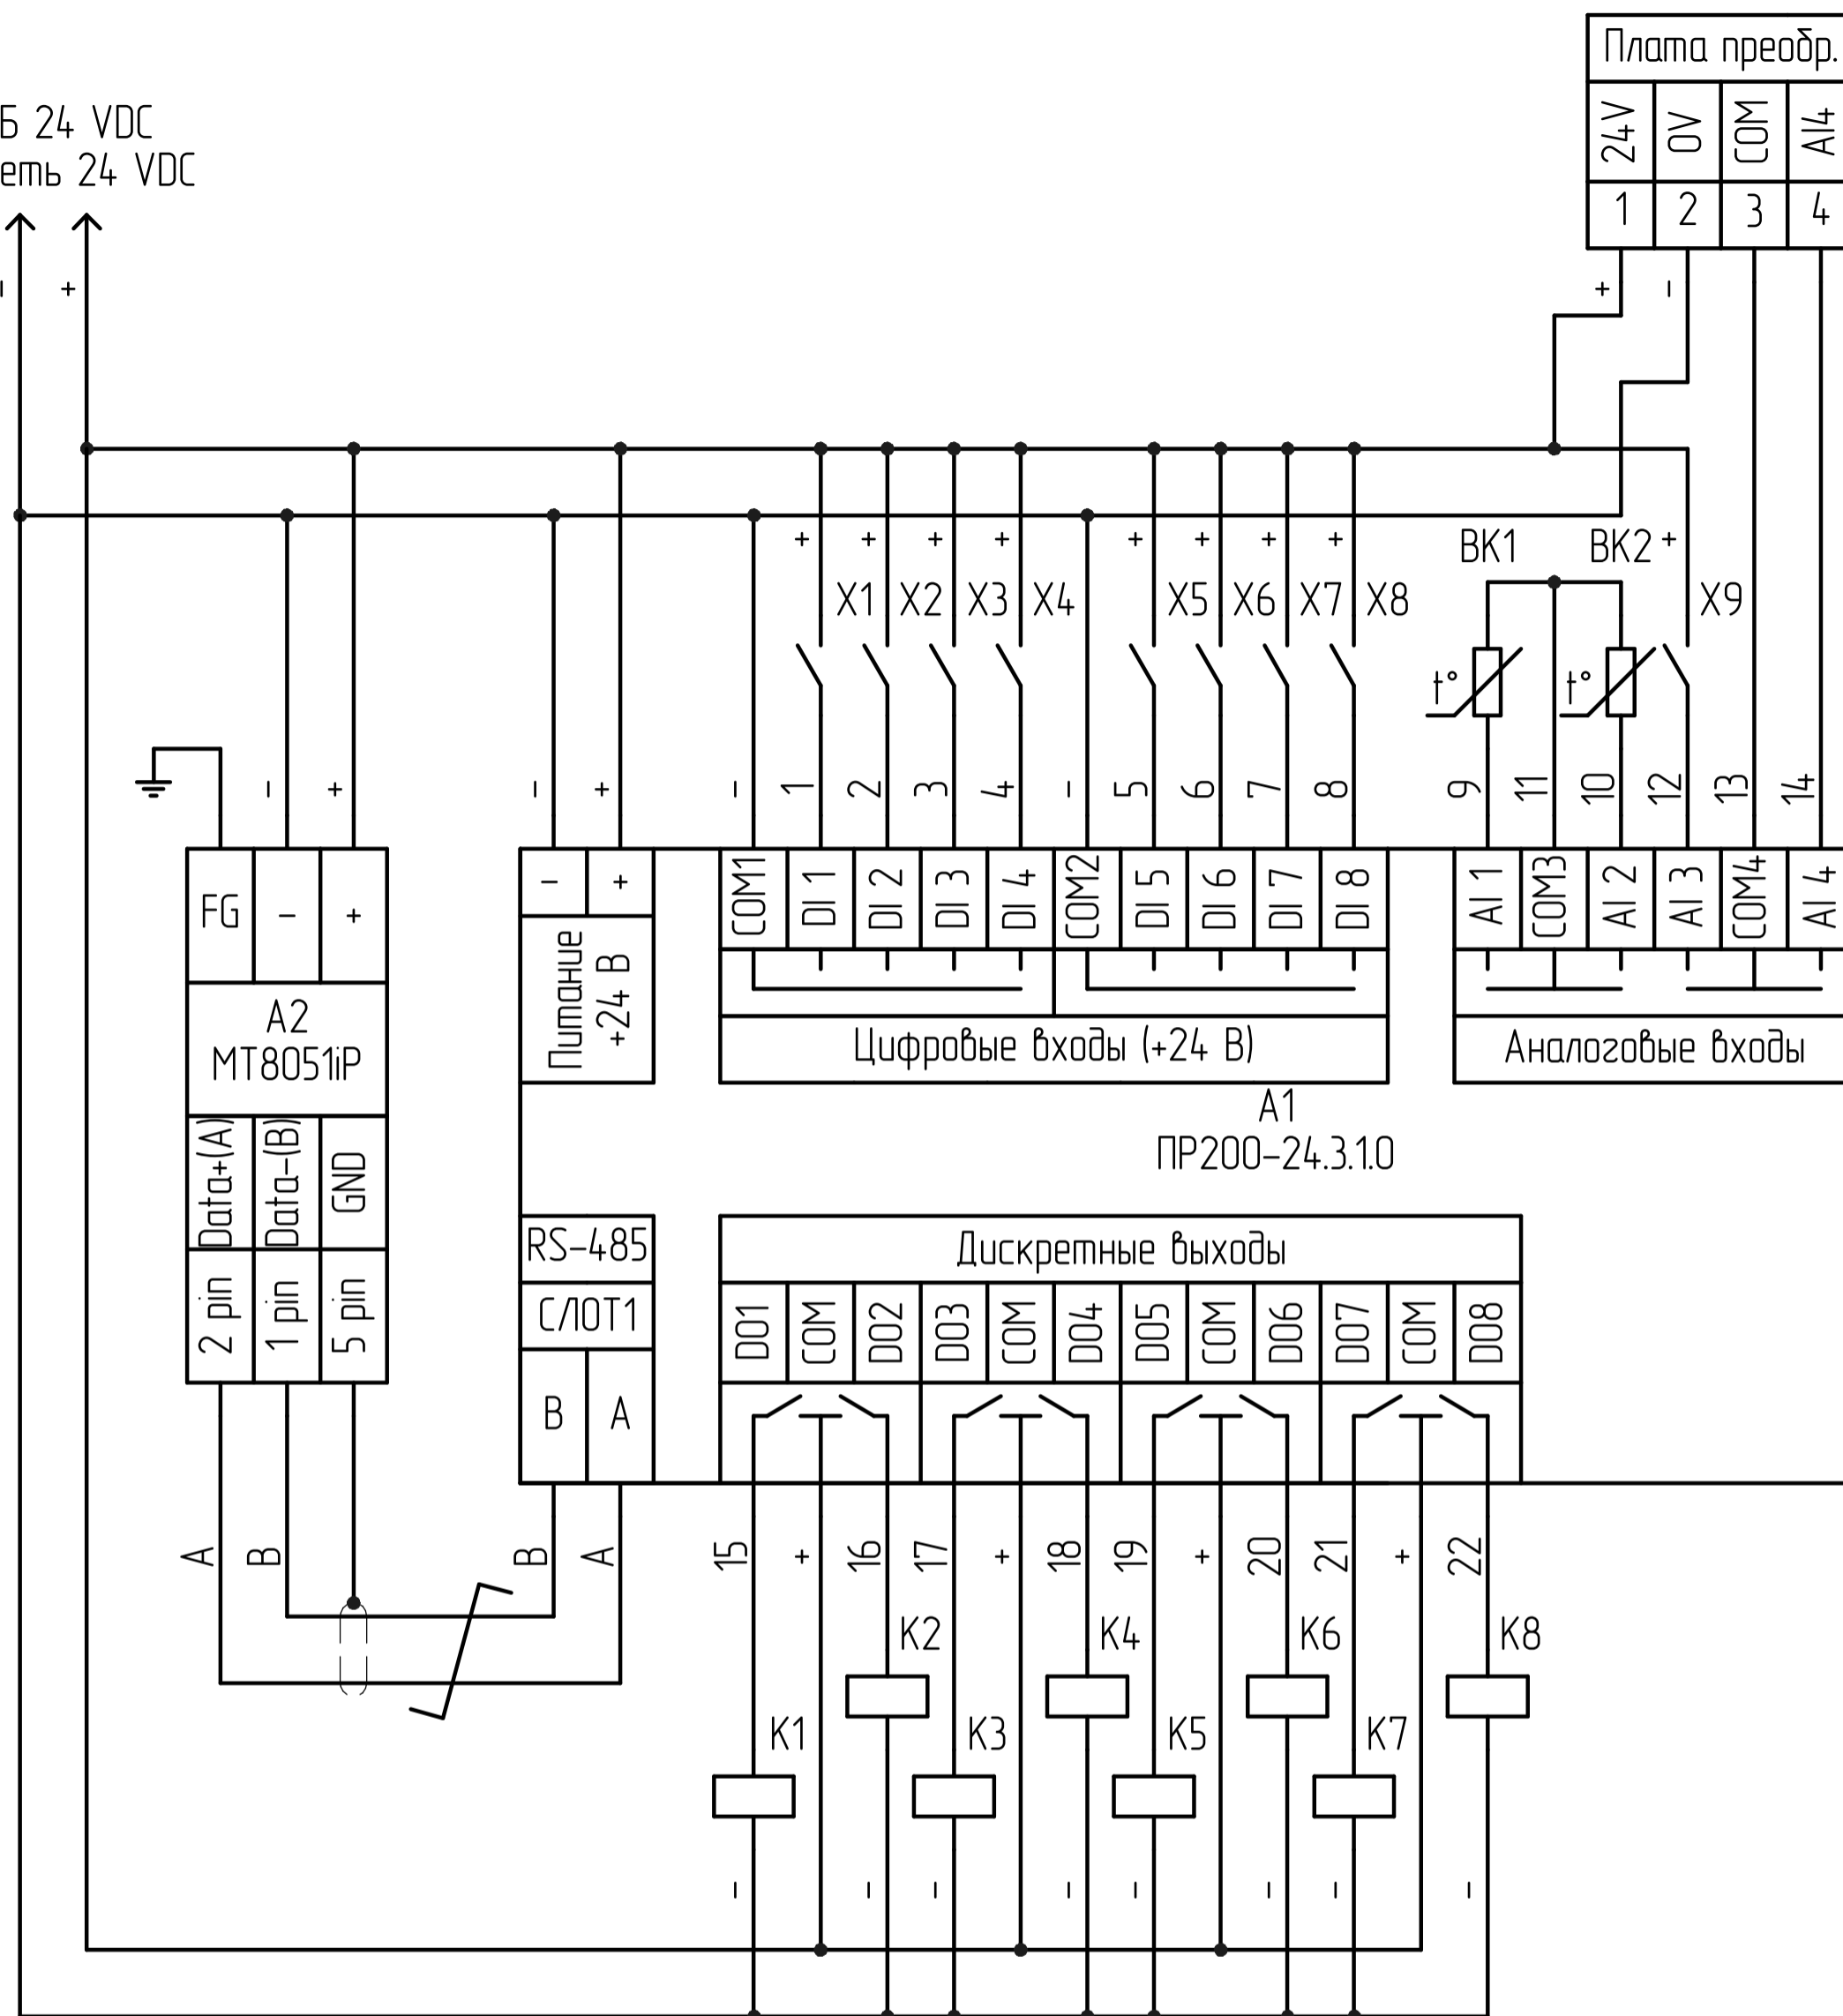 Плата преобр.
24V 0V COM AI4
1 2 3 4
Б 24 VDC
еть 24 VDC
- + + -
BK1 BK2 +
+ + + + + + + +
X1 X2 X3 X4 X5 X6 X7 X8 X9
t° t°
- + - + - 1 2 3 4 - 5 6 7 8 9 11 10 12 13 14
FG - +
- + COM1 DI 1 DI 2 DI 3 DI 4 COM2 DI 5 DI 6 DI 7 DI 8 AI 1 COM3 AI 2 AI 3 COM4 AI 4
Питание
+24 В
A2
MT8051iP
Цифровые входы (+24 В)
Аналоговые входы
A1
ПР200-24.3.1.0
Data+(A) Data-(B) GND
2 pin 1 pin 5 pin
RS-485
СЛОТ1
B A
Дискретные выходы
DO1 COM DO2 DO3 COM DO4 DO5 COM DO6 DO7 COM DO8
A B B A 15 + 16 17 + 18 19 + 20 21 + 22
K2 K4 K6 K8
K1 K3 K5 K7
- - - - - - - -